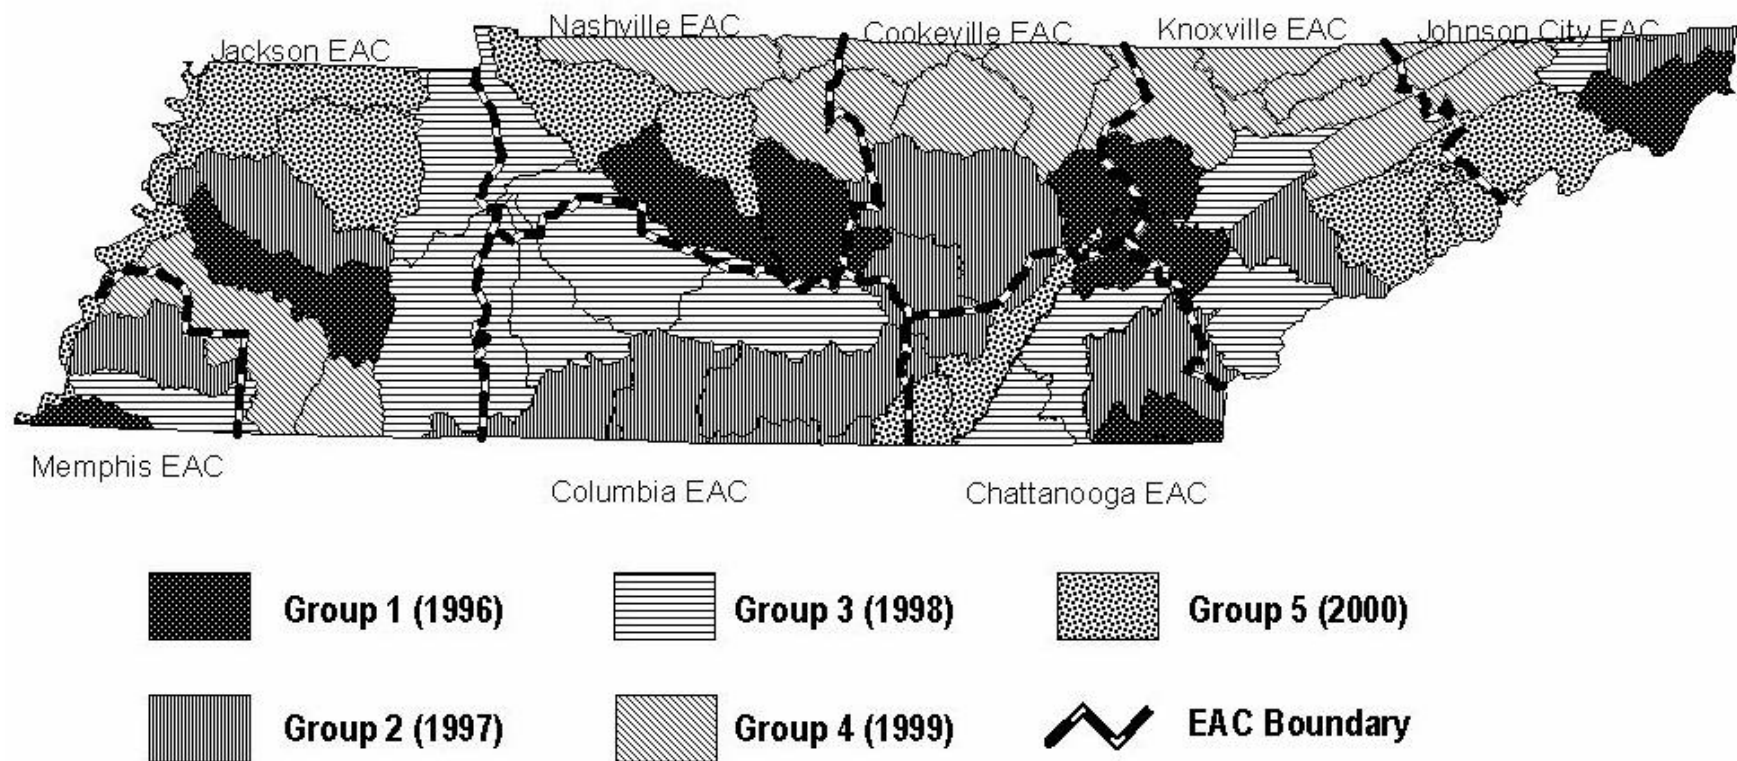 Jackson EAC
Nashville EAC
Cookeville EAC
Knoxville EAC
Johnson City EAC
Memphis EAC
Columbia EAC
Chattanooga EAC
Group 1 (1996)
Group 3 (1998)
Group 5 (2000)
Group 2 (1997)
Group 4 (1999)
EAC Boundary